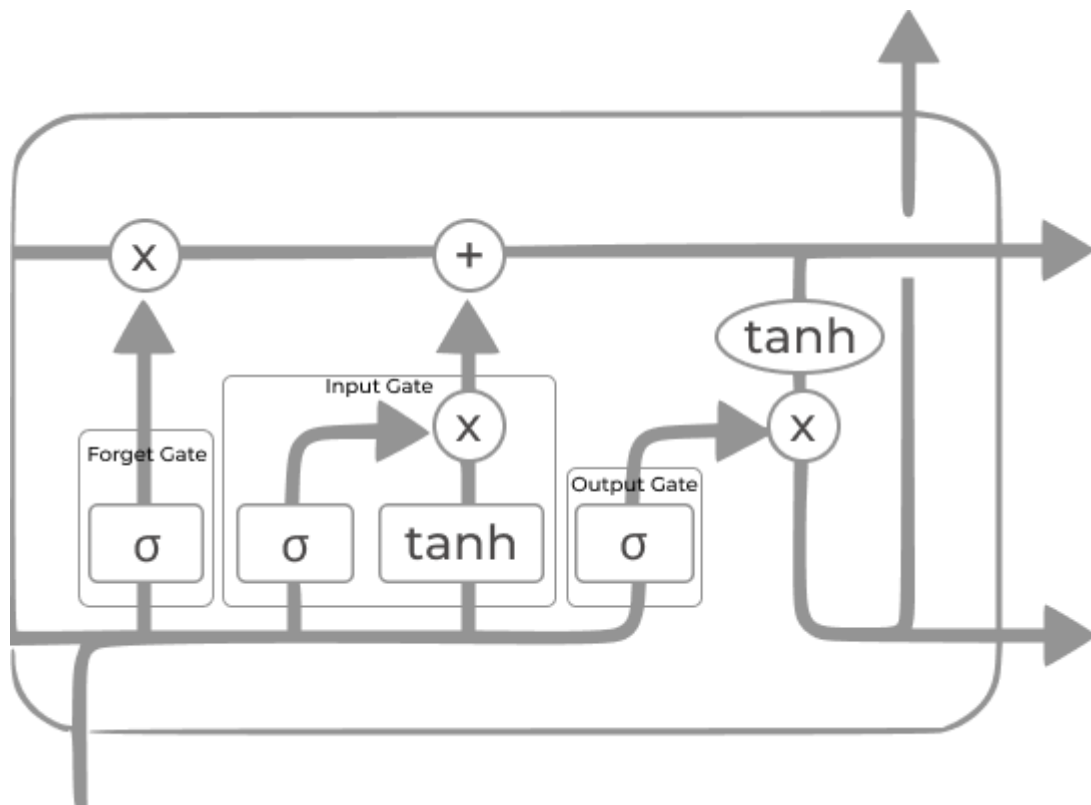 x
+
tanh
Input Gate
x
x
Forget Gate
Output Gate
σ
σ
tanh
σ